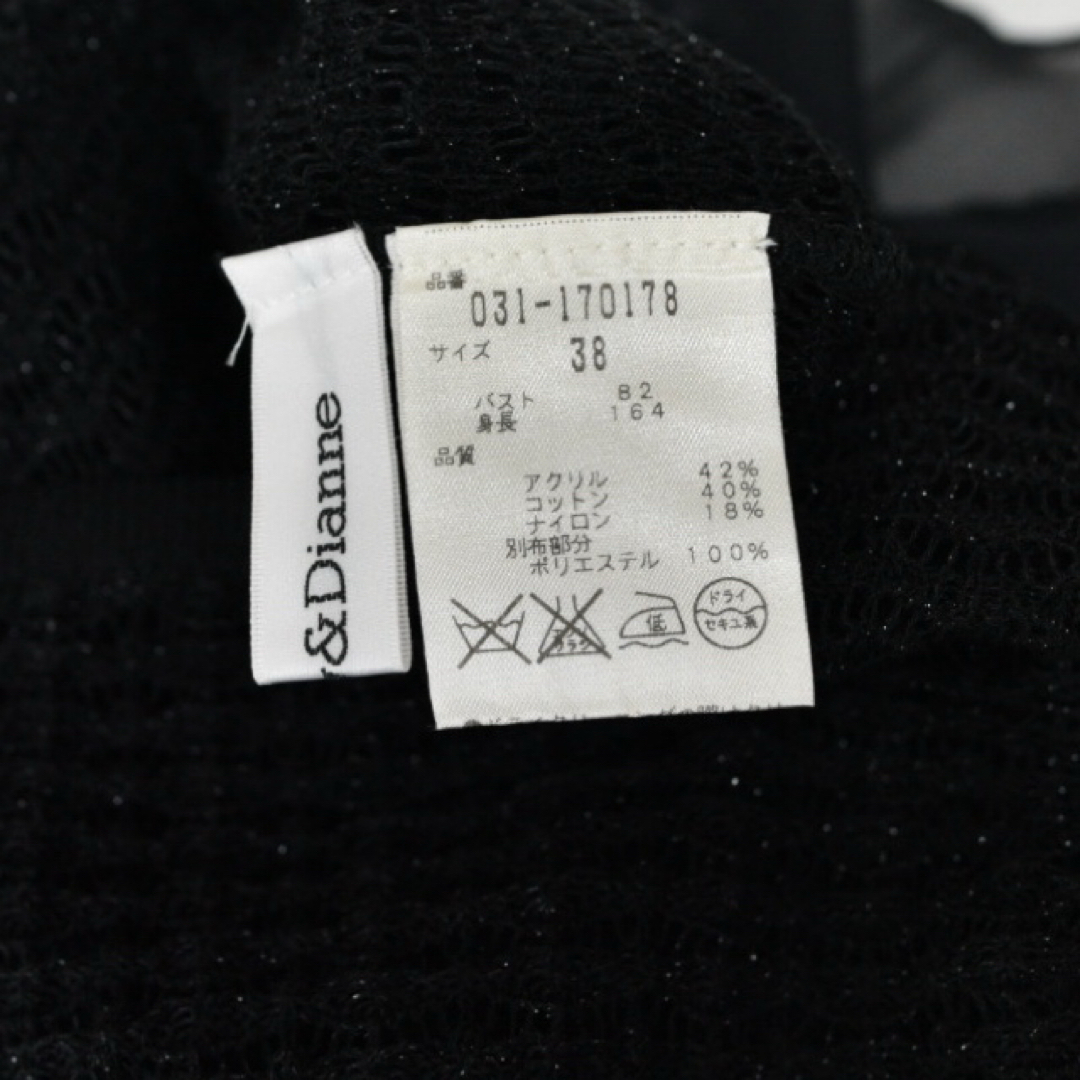 &Dianne
品番
031-170178
サイズ 38
バスト 82
身長 164
品質
アクリル 42%
コットン 40%
ナイロン 18%
別布部分
ポリエステル 100%
低
ドライ
セキユ系